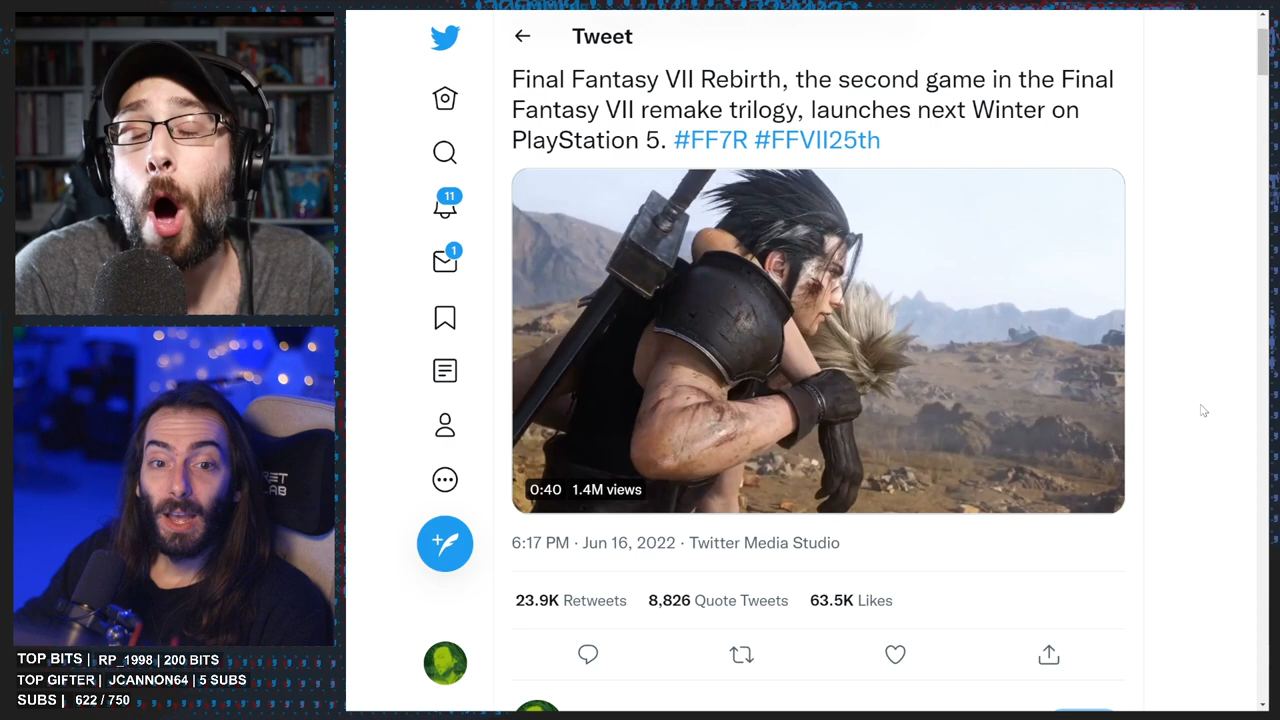 Tweet
Final Fantasy VII Rebirth, the second game in the Final
Fantasy VII remake trilogy, launches next Winter on
PlayStation 5. #FF7R #FFVII25th
11
1
0:40 1.4M views
6:17 PM · Jun 16, 2022 · Twitter Media Studio
23.9K Retweets 8,826 Quote Tweets 63.5K Likes
TOP BITS | RP_1998 | 200 BITS
TOP GIFTER | JCANNON64 | 5 SUBS
SUBS | 622 / 750